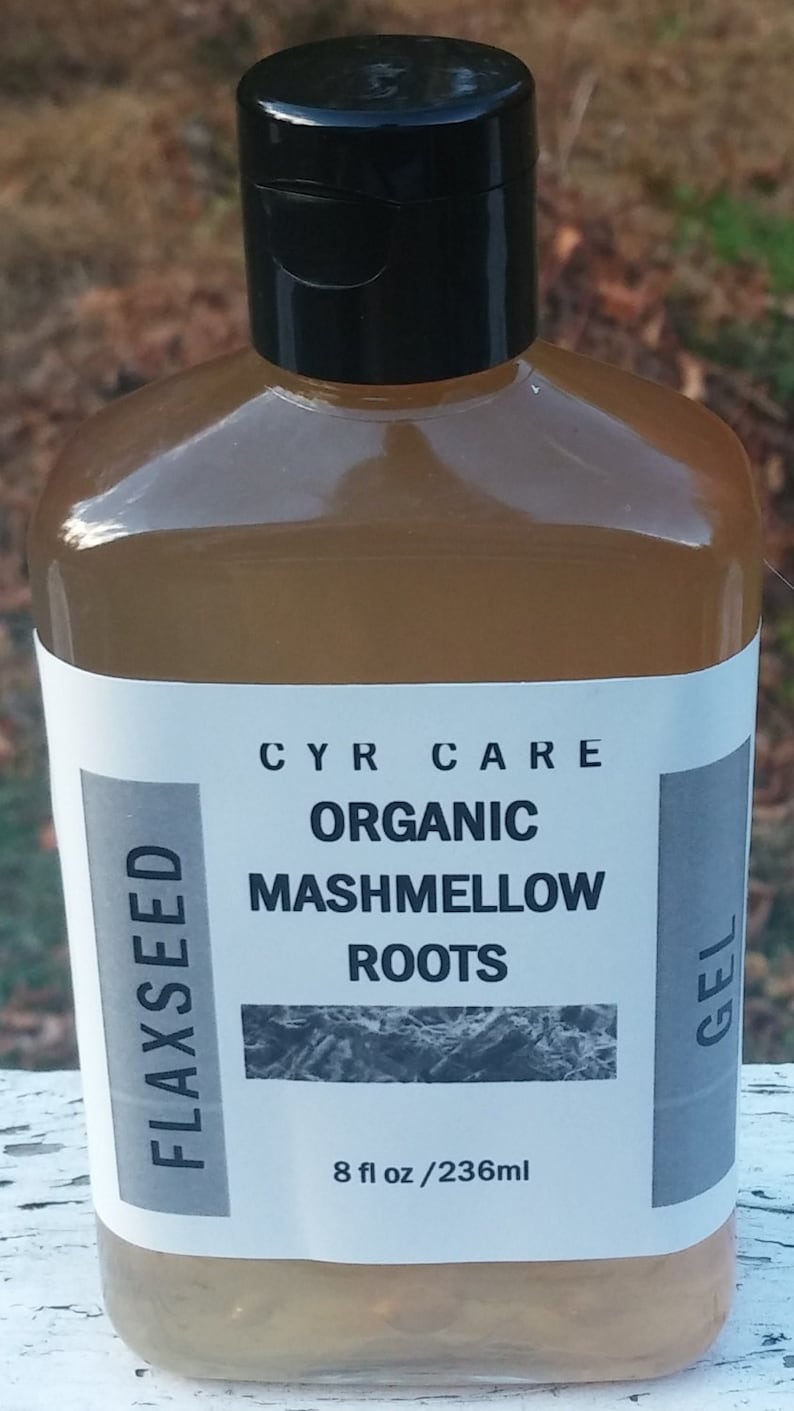 CYR CARE
ORGANIC
MASHMELLOW
ROOTS
FLAXSEED
GEL
8 fl oz /236ml